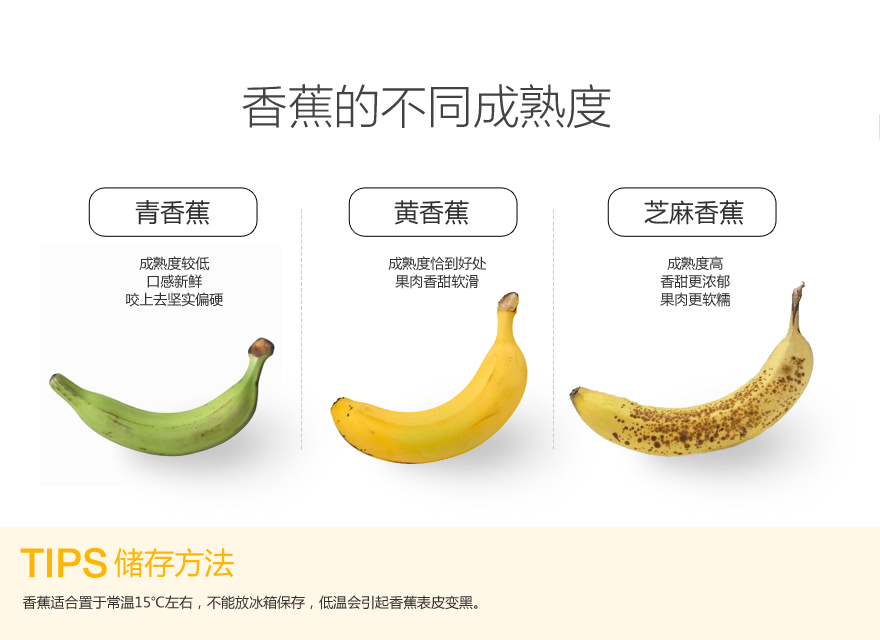 香蕉的不同成熟度
青香蕉
成熟度较低
口感新鲜
咬上去坚实偏硬
黄香蕉
成熟度恰到好处
果肉香甜软滑
芝麻香蕉
成熟度高
香甜更浓郁
果肉更软糯
TIPS 储存方法
香蕉适合置于常温15℃左右，不能放冰箱保存，低温会引起香蕉表皮变黑。